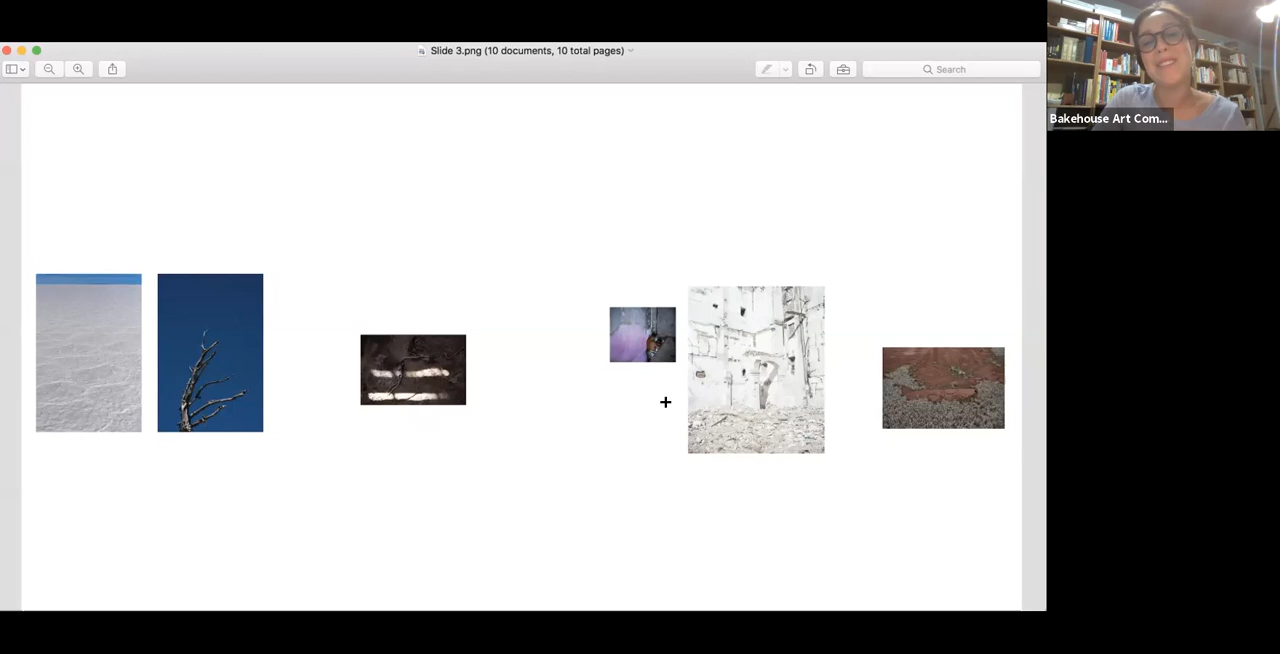 Slide 3.png (10 documents, 10 total pages)
Search
Bakehouse Art Com...